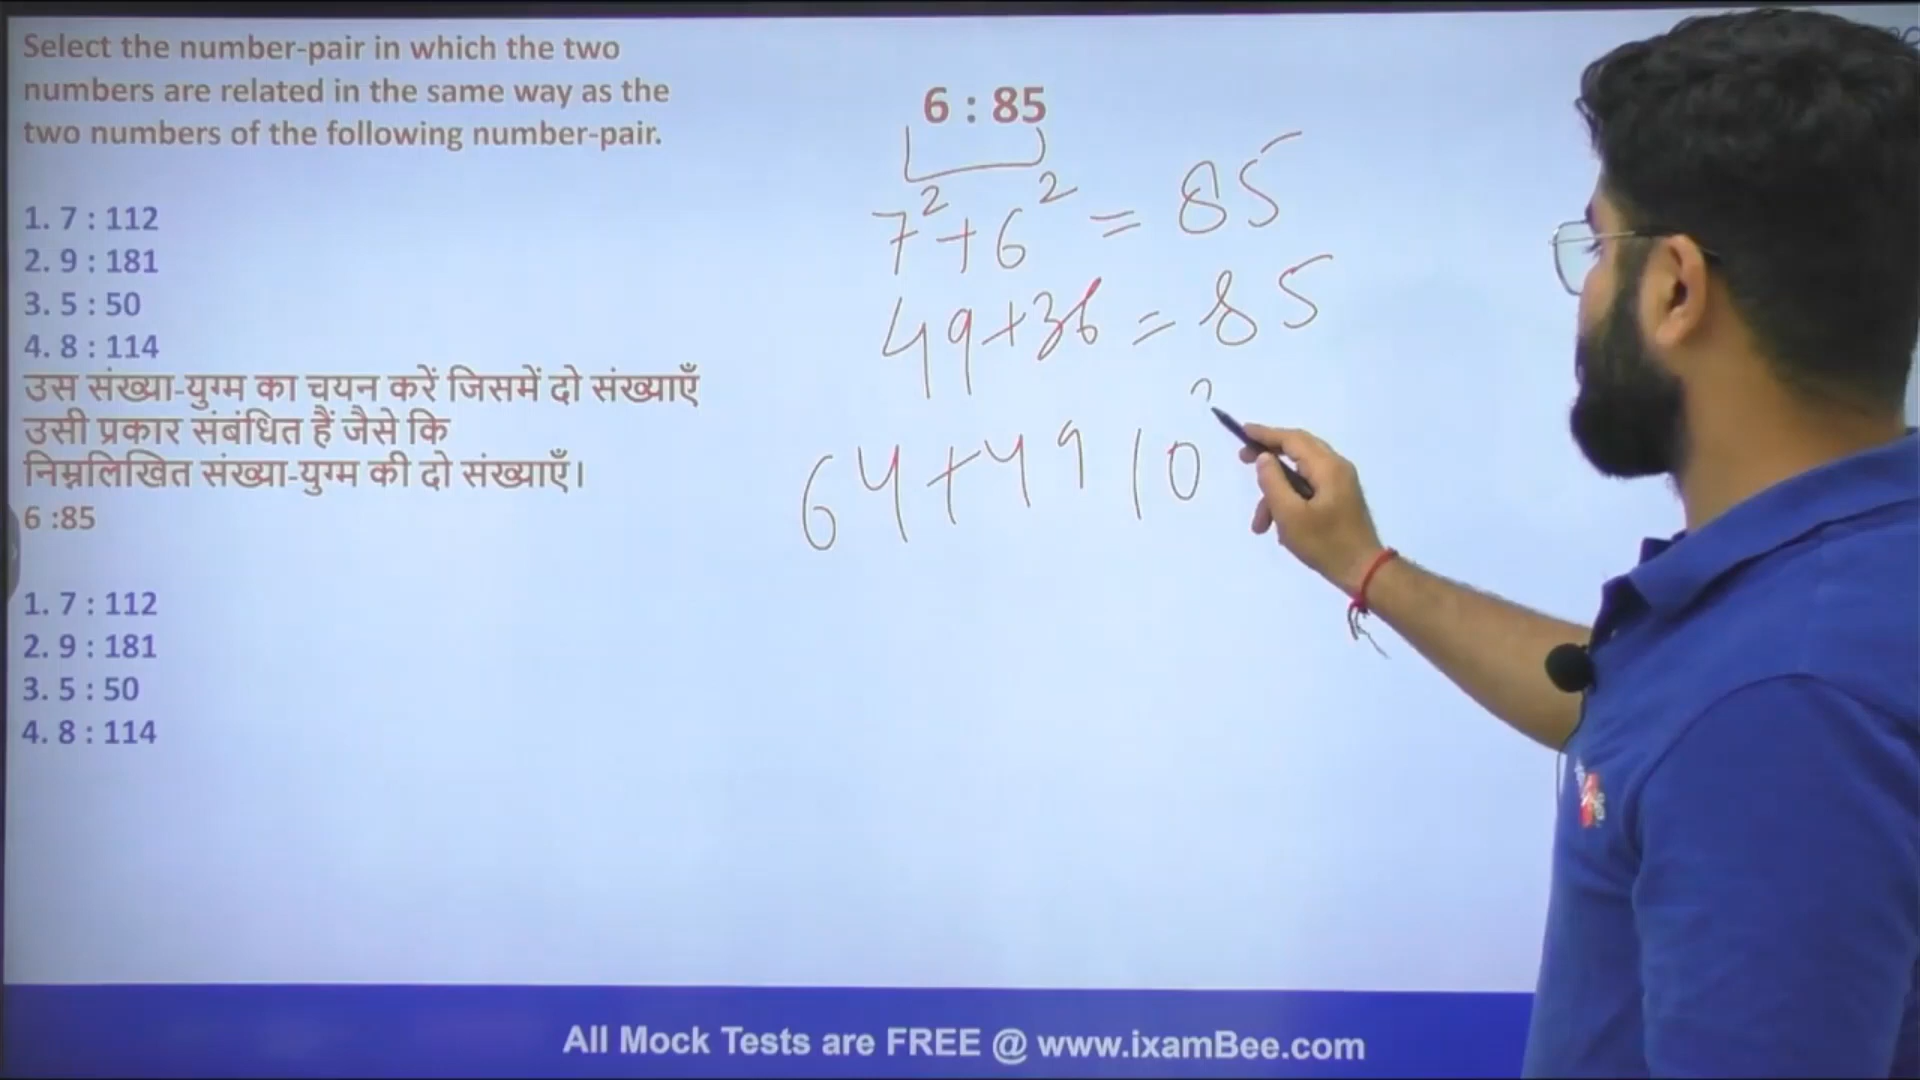 Select the number-pair in which the two
numbers are related in the same way as the
two numbers of the following number-pair.
1. 7 : 112
2. 9 : 181
3. 5 : 50
4. 8 : 114
उस संख्या-युग्म का चयन करें जिसमें दो संख्याएँ
उसी प्रकार संबंधित हैं जैसे कि
निम्नलिखित संख्या-युग्म की दो संख्याएँ।
6 :85
1. 7 : 112
2. 9 : 181
3. 5 : 50
4. 8 : 114
6 : 85
7² + 6² = 85
49+36 = 85
64+49 10
All Mock Tests are FREE @ www.ixamBee.com